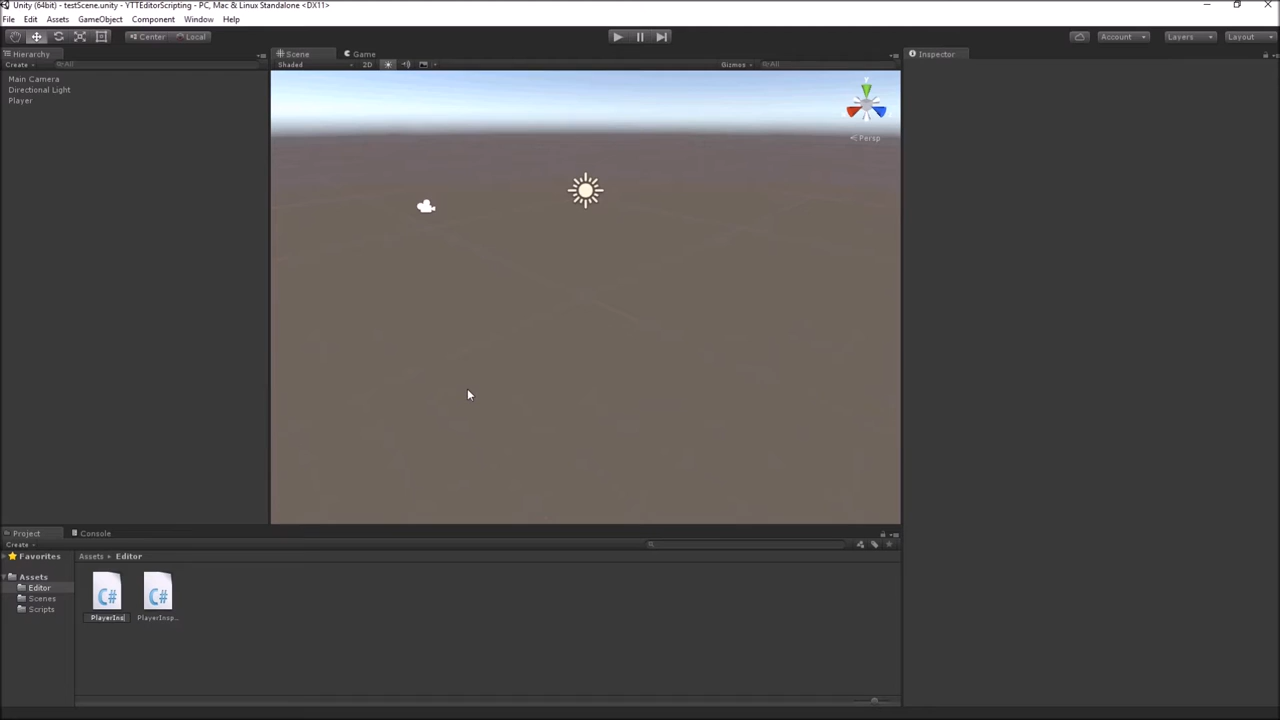 Unity (64bit) - testScene.unity - YTTEditorScripting - PC, Mac & Linux Standalone <DX11>
File Edit Assets GameObject Component Window Help
Center Local Account Layers Layout
Hierarchy Scene Game Inspector
Create All Shaded 2D Gizmos All
Main Camera
Directional Light
Player
y
Persp
Project Console
Create
Favorites Assets Editor
Assets
Editor
Scenes
Scripts
C# C#
PlayerIns PlayerInsp...